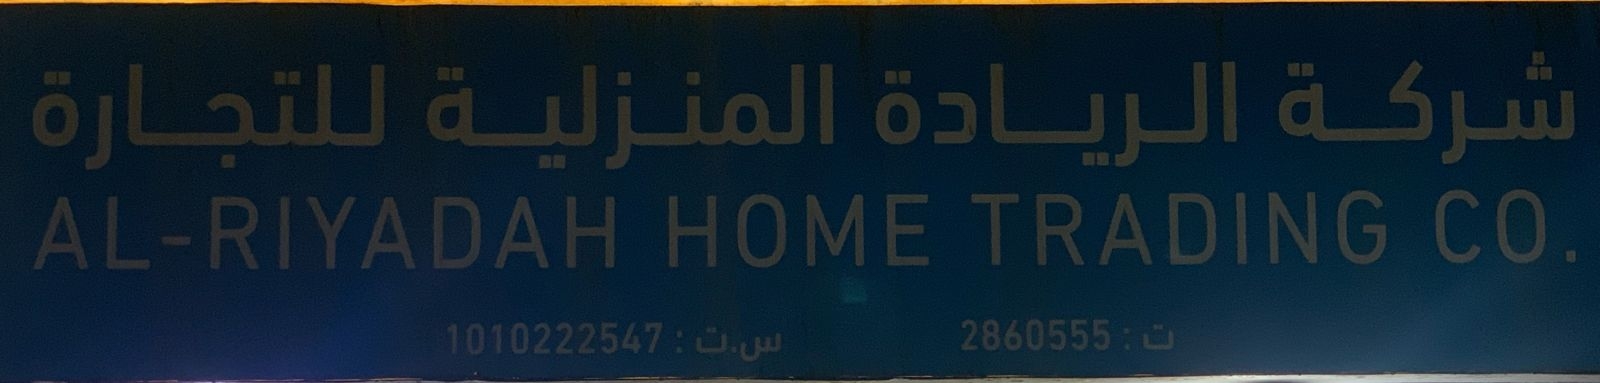 شركة الريادة المنزلية للتجارة
AL-RIYADAH HOME TRADING CO.
ت : 2860555 س.ت : 1010222547